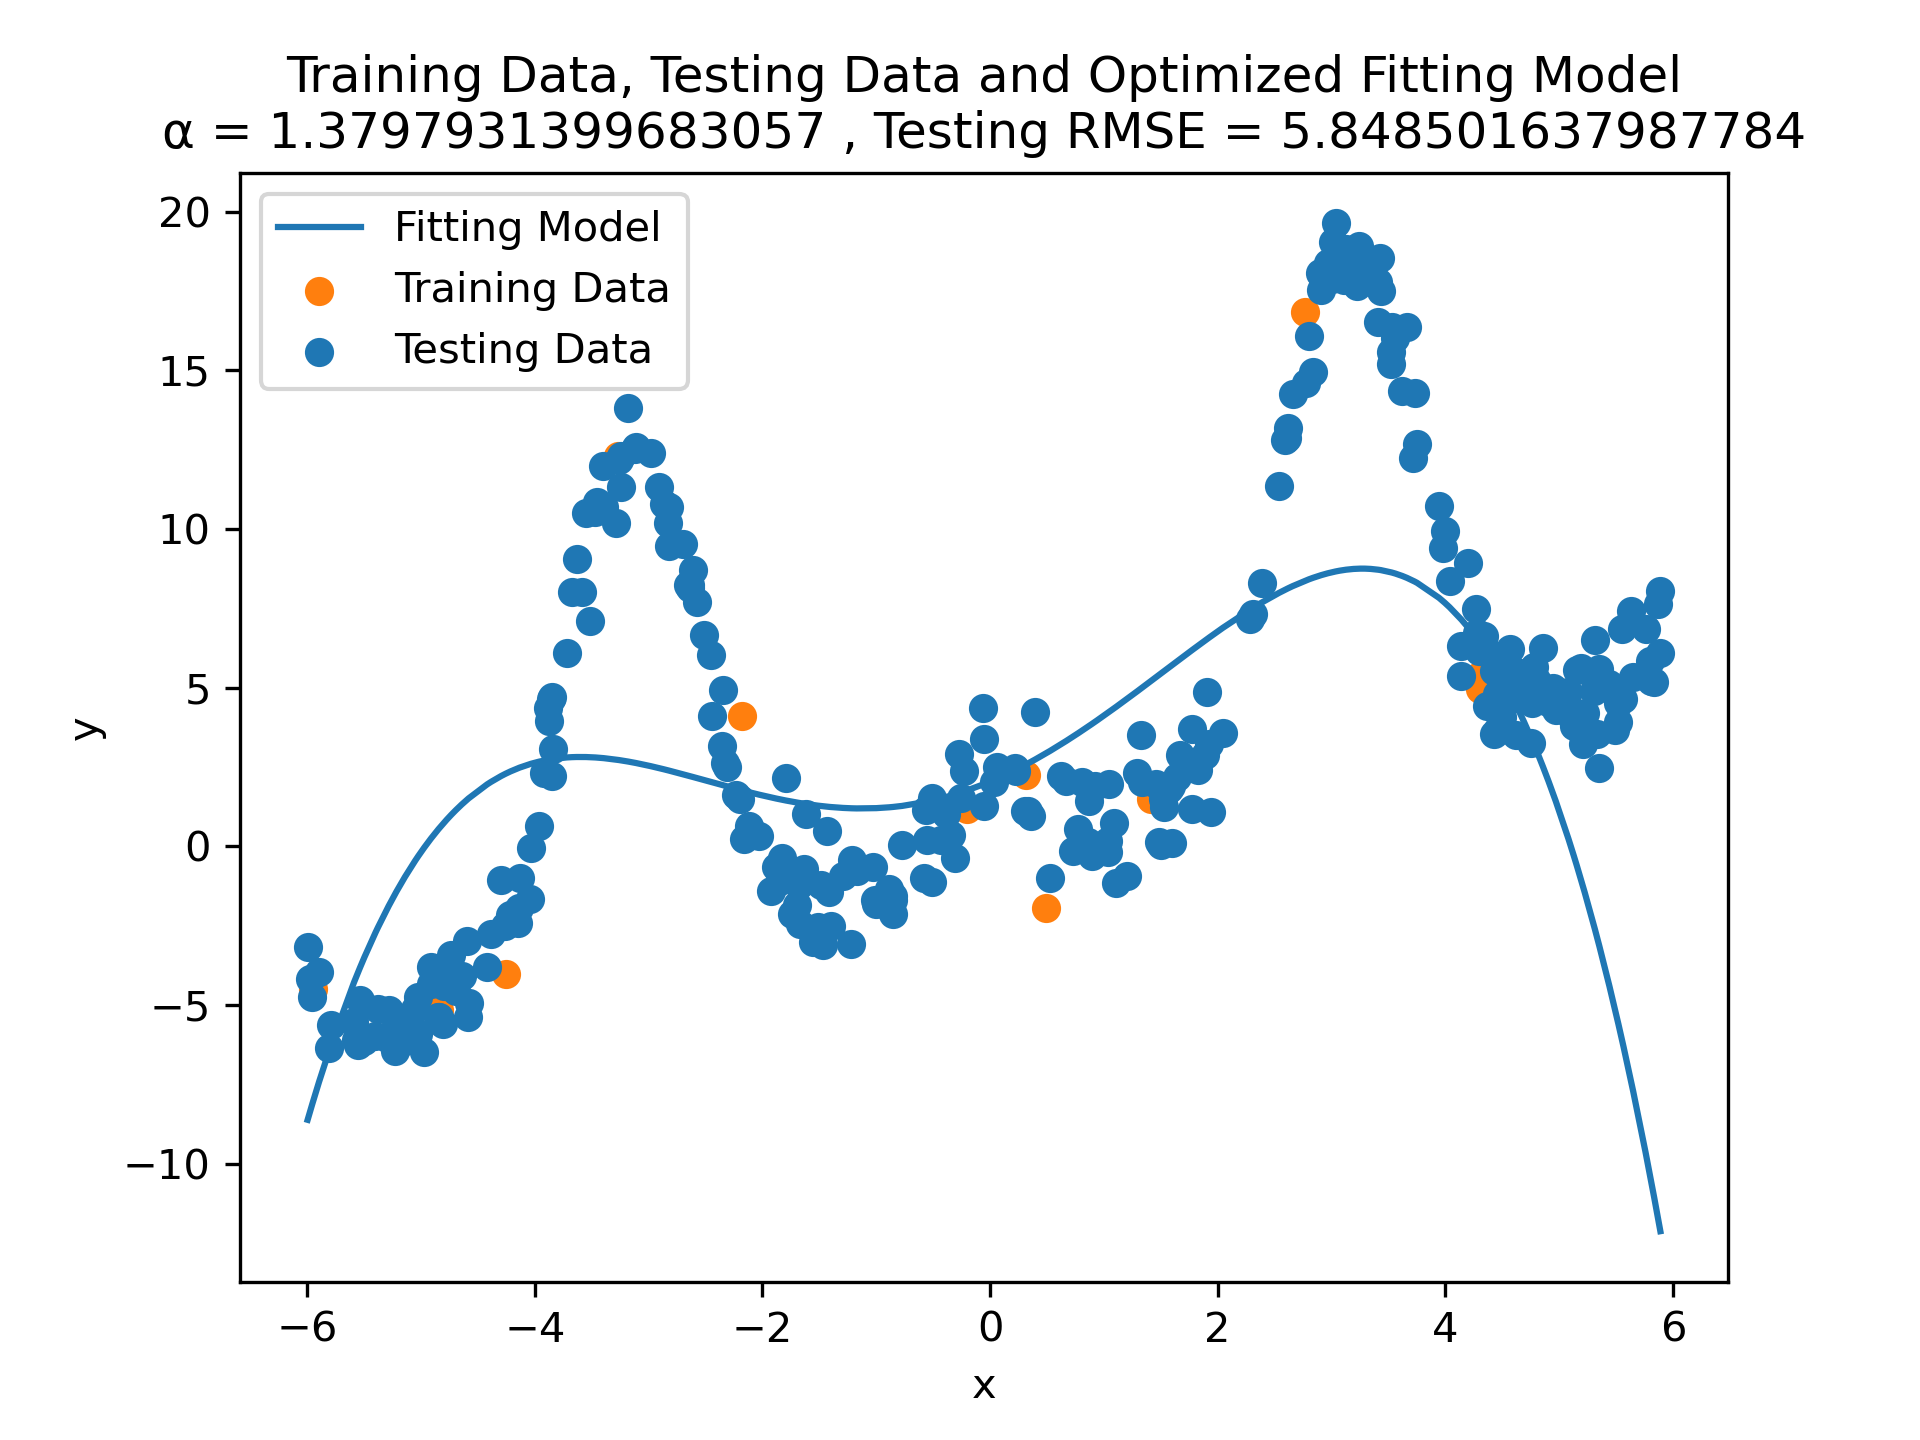 Training Data, Testing Data and Optimized Fitting Model
α = 1.3797931399683057 , Testing RMSE = 5.848501637987784
Fitting Model
Training Data
Testing Data
20
15
10
5
0
−5
−10
y
−6 −4 −2 0 2 4 6
x